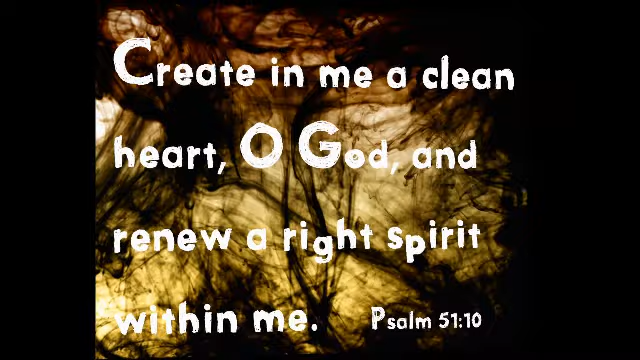 Create in me a clean
heart, O God, and
renew a right spirit
within me. Psalm 51:10